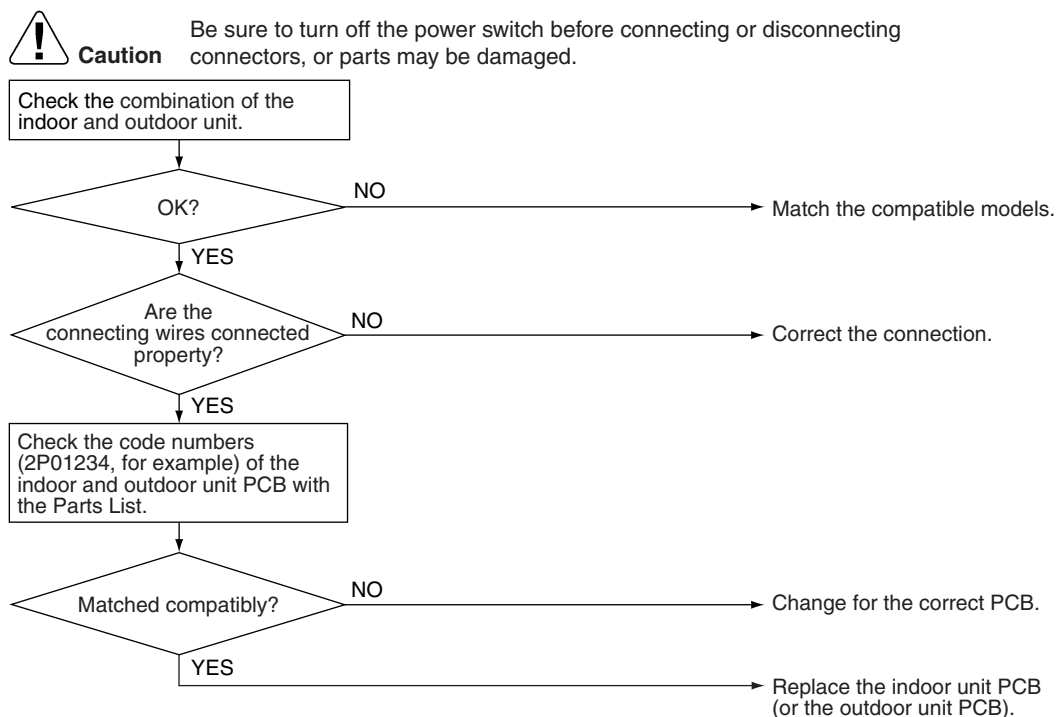 Be sure to turn off the power switch before connecting or disconnecting
Caution connectors, or parts may be damaged.
Check the combination of the
indoor and outdoor unit.
OK?
NO
Match the compatible models.
YES
Are the
connecting wires connected
property?
NO
Correct the connection.
YES
Check the code numbers
(2P01234, for example) of the
indoor and outdoor unit PCB with
the Parts List.
Matched compatibly?
NO
Change for the correct PCB.
YES
Replace the indoor unit PCB
(or the outdoor unit PCB).